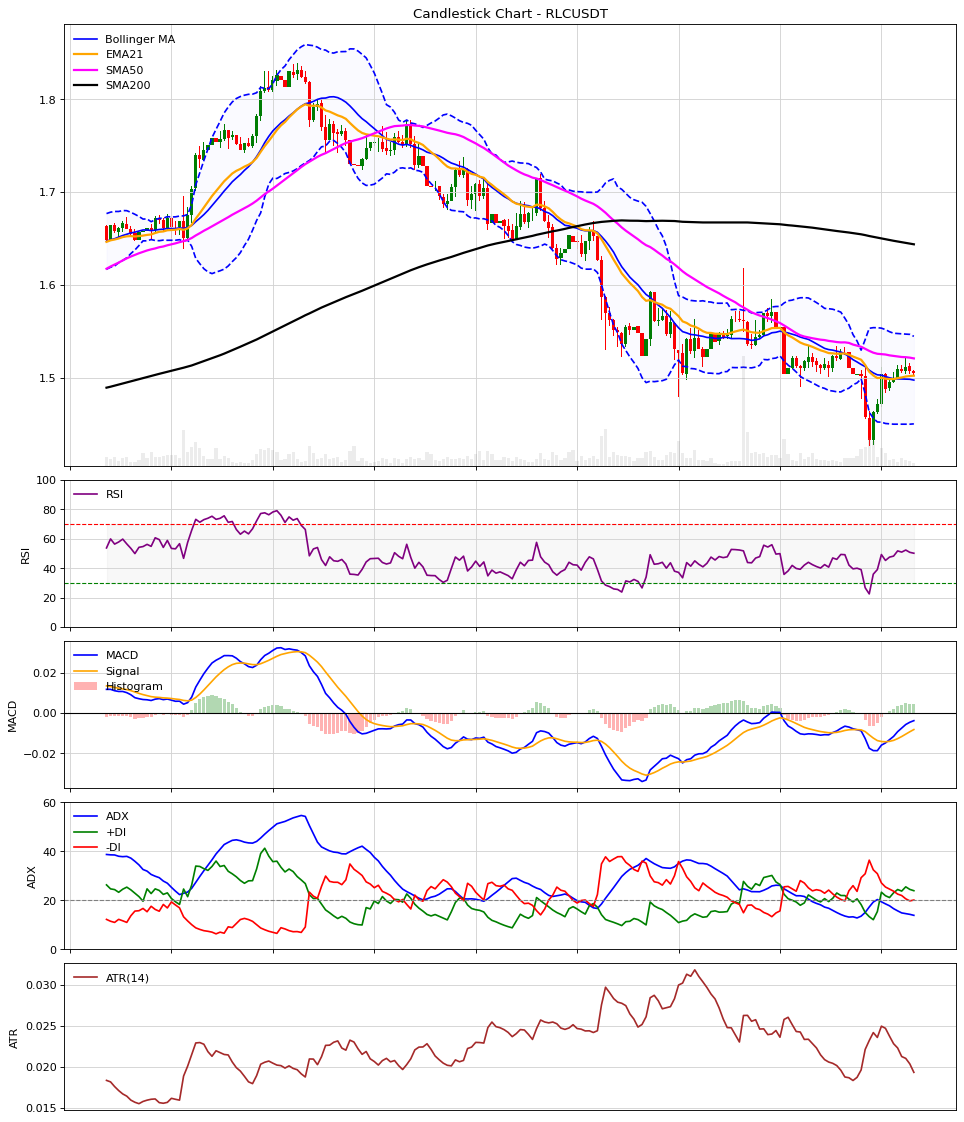 Candlestick Chart - RLCUSDT
Bollinger MA
EMA21
SMA50
SMA200
1.8
1.7
1.6
1.5
RSI
100
80
60
40
20
0
RSI
MACD
Signal
Histogram
0.02
0.00
−0.02
MACD
ADX
+DI
-DI
60
40
20
0
ADX
ATR(14)
0.030
0.025
0.020
0.015
ATR